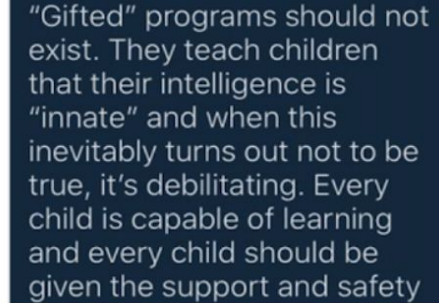 “Gifted” programs should not
exist. They teach children
that their intelligence is
“innate” and when this
inevitably turns out not to be
true, it’s debilitating. Every
child is capable of learning
and every child should be
given the support and safety